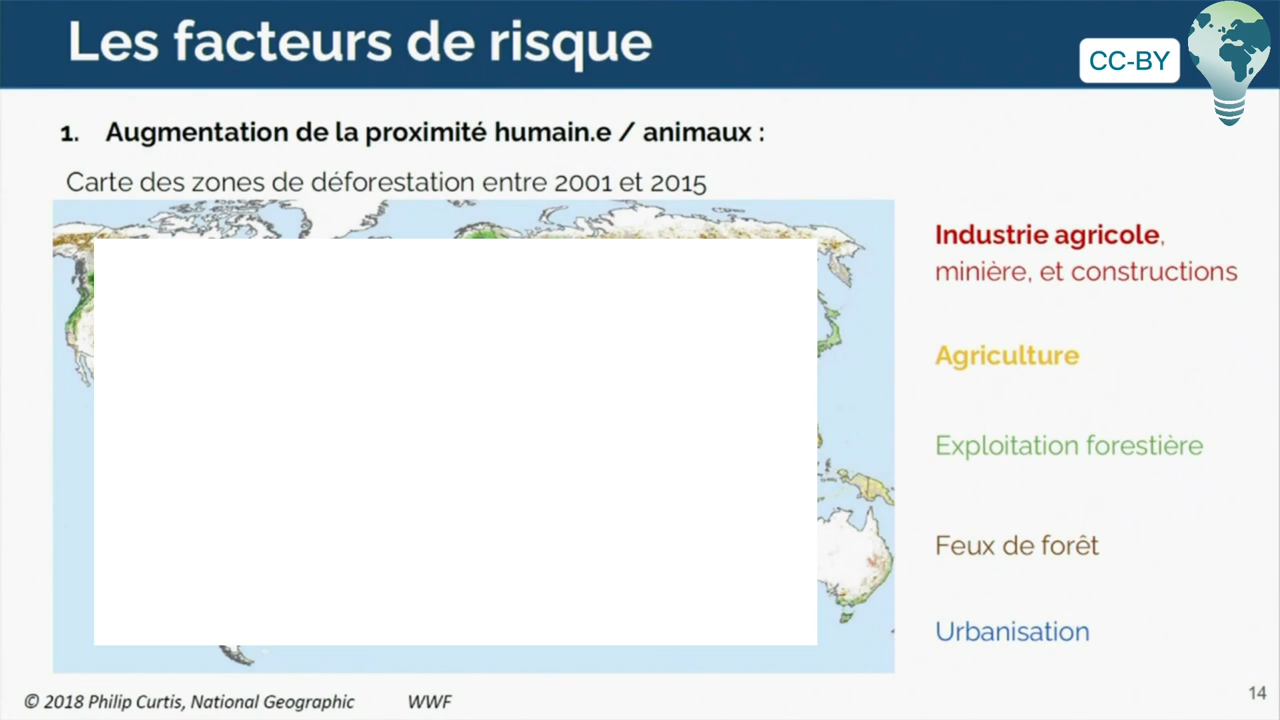 Les facteurs de risque
CC-BY
1. Augmentation de la proximité humain.e / animaux :
Carte des zones de déforestation entre 2001 et 2015
Industrie agricole,
minière, et constructions
Agriculture
Exploitation forestière
Feux de forêt
Urbanisation
© 2018 Philip Curtis, National Geographic WWF
14